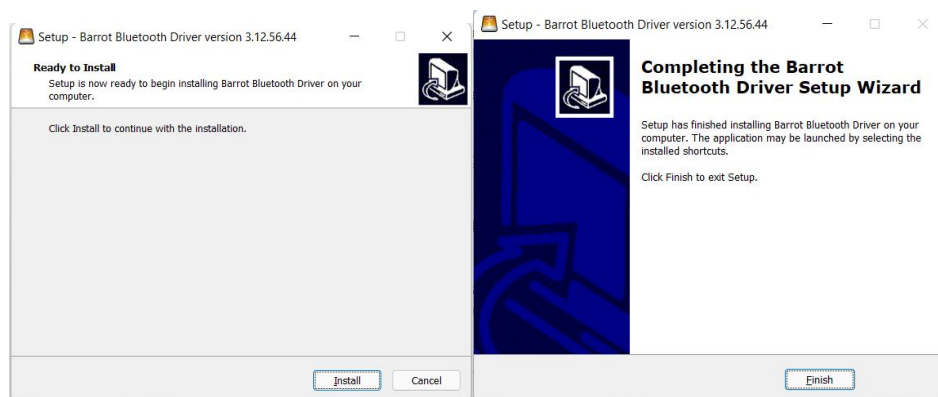 Setup - Barrot Bluetooth Driver version 3.12.56.44
Ready to Install
Setup is now ready to begin installing Barrot Bluetooth Driver on your
computer.
Click Install to continue with the installation.
Install
Cancel
Setup - Barrot Bluetooth Driver version 3.12.56.44
Completing the Barrot
Bluetooth Driver Setup Wizard
Setup has finished installing Barrot Bluetooth Driver on your
computer. The application may be launched by selecting the
installed shortcuts.
Click Finish to exit Setup.
Finish